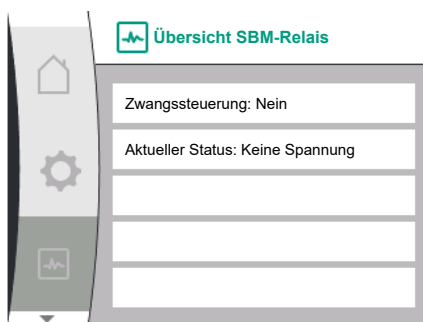 Übersicht SBM-Relais
Zwangssteuerung: Nein
Aktueller Status: Keine Spannung